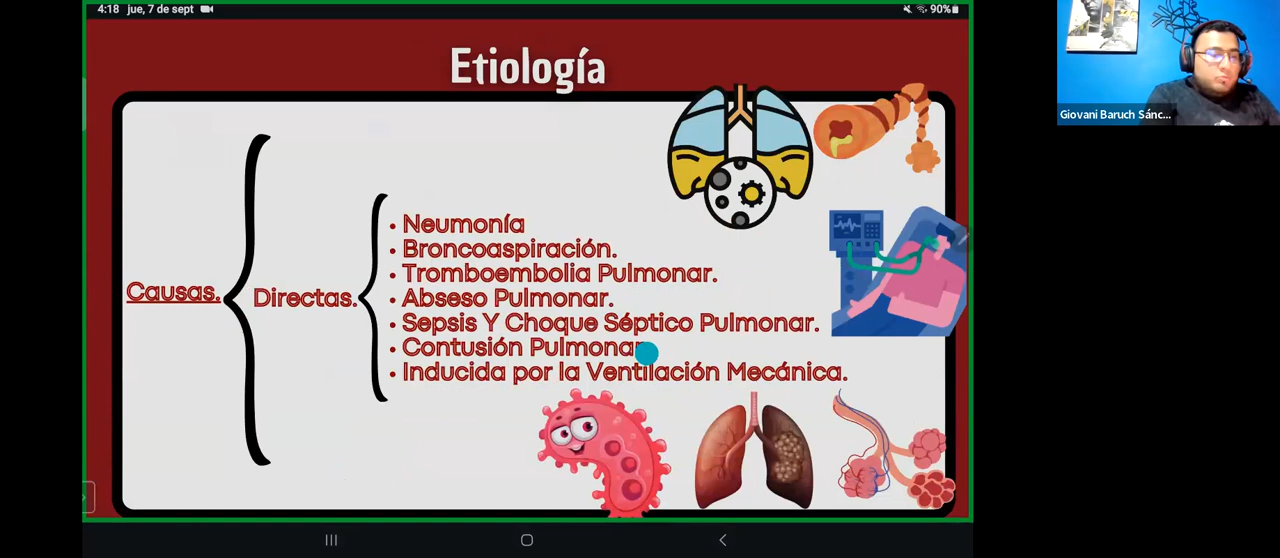 4:18 jue, 7 de sept
90%
Etiología
Causas.
Directas.
• Neumonía
• Broncoaspiración.
• Tromboembolia Pulmonar.
• Abseso Pulmonar.
• Sepsis Y Choque Séptico Pulmonar.
• Contusión Pulmonar
• Inducida por la Ventilación Mecánica.
Giovani Baruch Sánc...